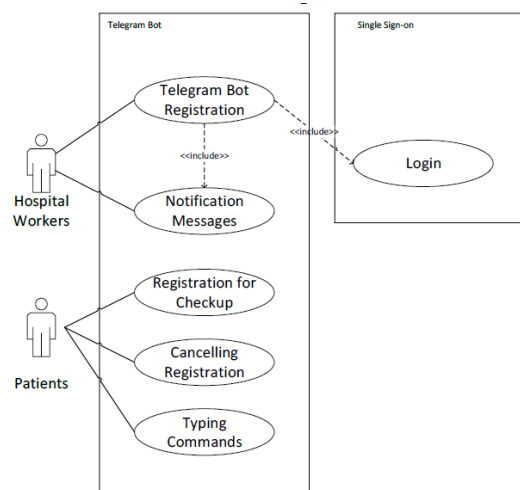 Telegram Bot
Single Sign-on
Telegram Bot
Registration
<<include>>
<<include>>
Login
Hospital
Workers
Notification
Messages
Registration for
Checkup
Cancelling
Registration
Patients
Typing
Commands